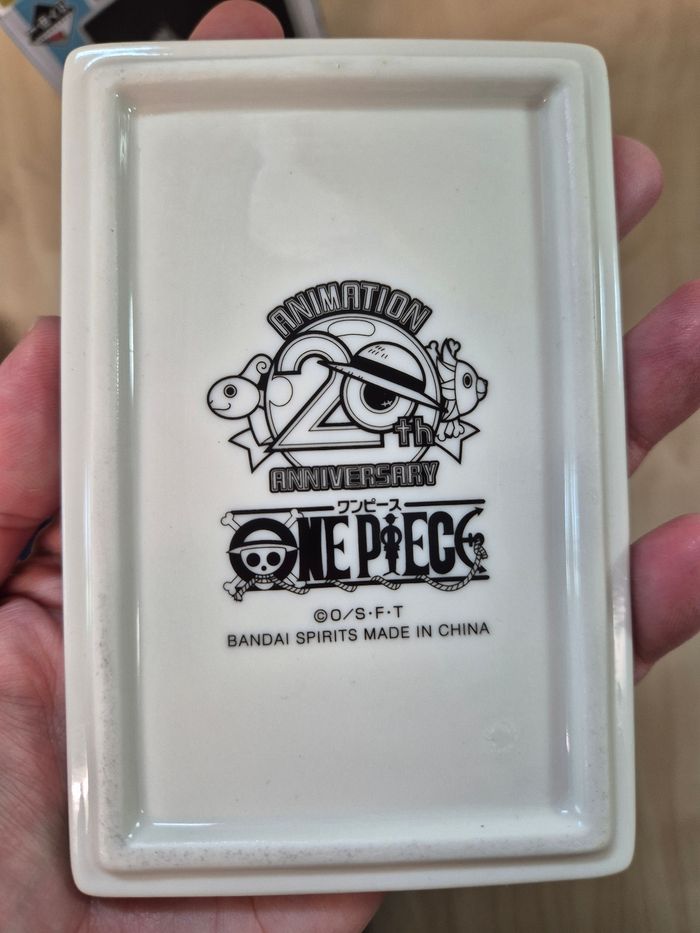 ANIMATION
20th
ANNIVERSARY
ワンピース
ONE PIECE
©O/S·F·T
BANDAI SPIRITS MADE IN CHINA